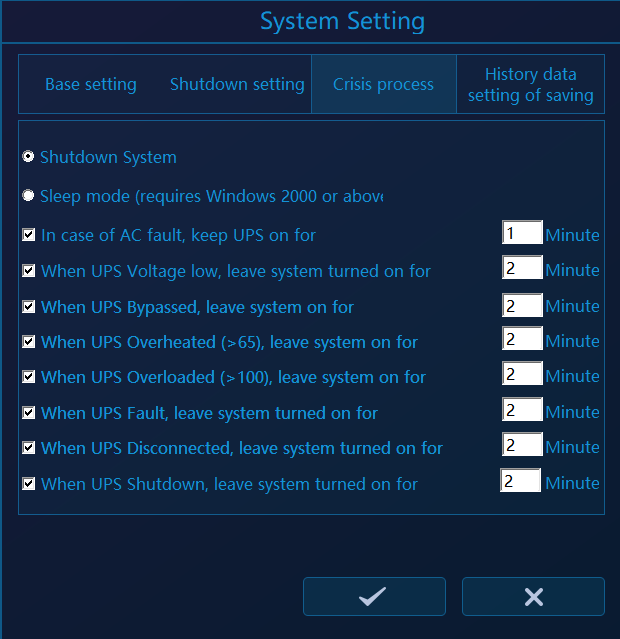 System Setting
Base setting
Shutdown setting
Crisis process
History data
setting of saving
Shutdown System
Sleep mode (requires Windows 2000 or above
In case of AC fault, keep UPS on for 1 Minute
When UPS Voltage low, leave system turned on for 2 Minute
When UPS Bypassed, leave system on for 2 Minute
When UPS Overheated (>65), leave system on for 2 Minute
When UPS Overloaded (>100), leave system on for 2 Minute
When UPS Fault, leave system turned on for 2 Minute
When UPS Disconnected, leave system turned on for 2 Minute
When UPS Shutdown, leave system turned on for 2 Minute